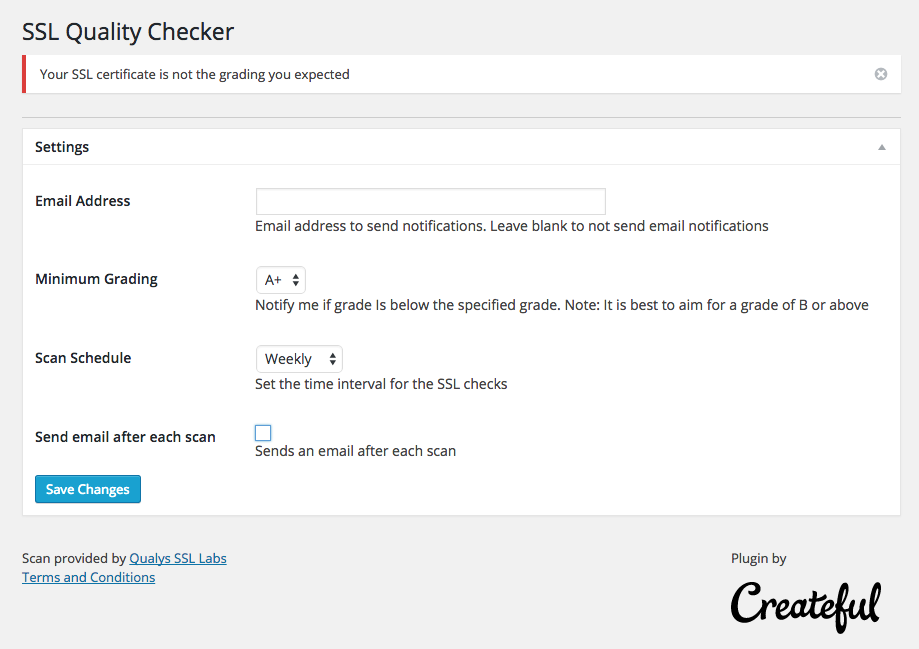 SSL Quality Checker
Your SSL certificate is not the grading you expected
Settings
Email Address
Email address to send notifications. Leave blank to not send email notifications
Minimum Grading
A+
Notify me if grade Is below the specified grade. Note: It is best to aim for a grade of B or above
Scan Schedule
Weekly
Set the time interval for the SSL checks
Send email after each scan
Sends an email after each scan
Save Changes
Scan provided by Qualys SSL Labs
Terms and Conditions
Plugin by
Createful